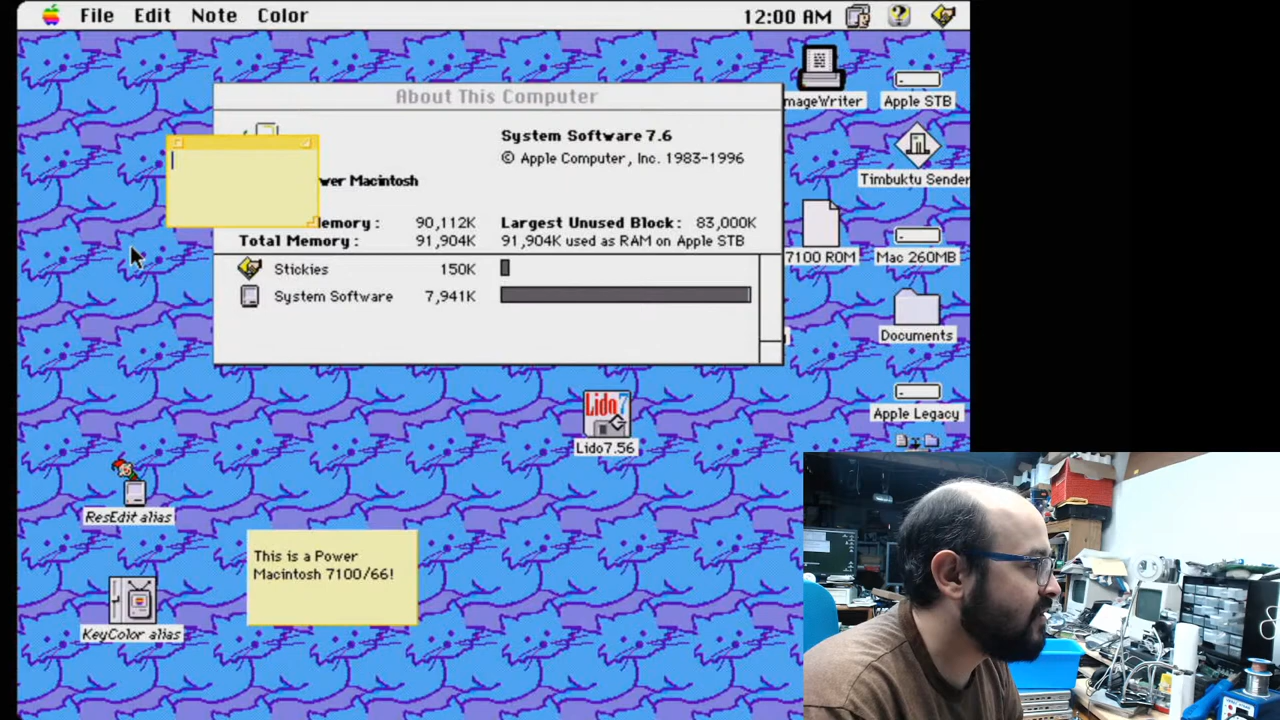 File Edit Note Color 12:00 AM
About This Computer
System Software 7.6
© Apple Computer, Inc. 1983-1996
wer Macintosh
Memory : 90,112K Largest Unused Block : 83,000K
Total Memory : 91,904K 91,904K used as RAM on Apple STB
Stickies 150K
System Software 7,941K
mageWriter
Apple STB
Timbuktu Sender
7100 ROM
Mac 260MB
Documents
Apple Legacy
Lido7
Lido7.56
ResEdit alias
This is a Power
Macintosh 7100/66!
KeyColor alias